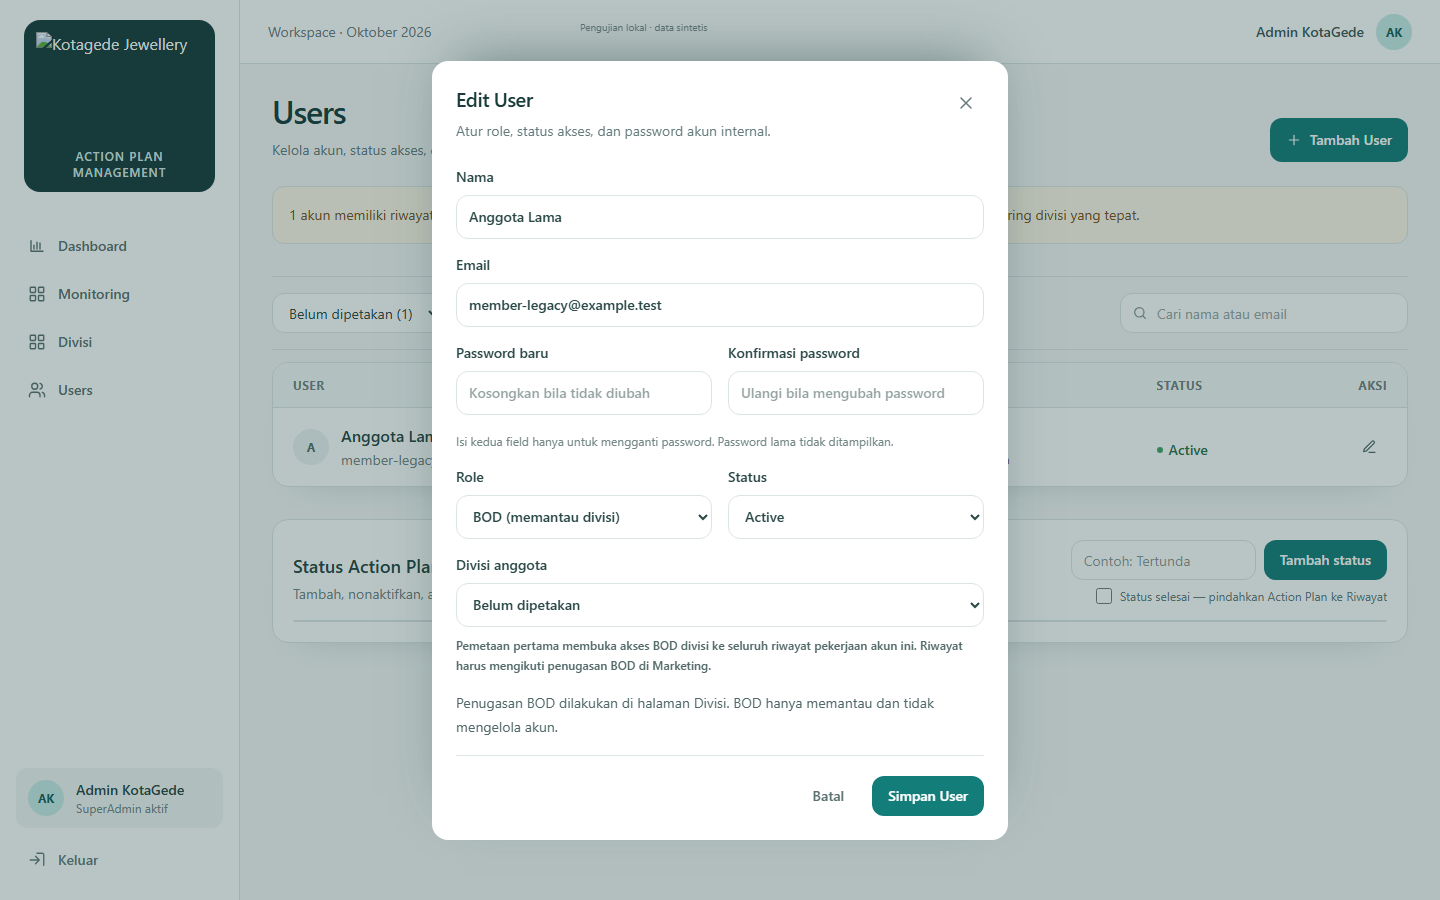 Kotagede Jewellery
ACTION PLAN
MANAGEMENT
Dashboard
Monitoring
Divisi
Users
AK
Admin KotaGede
SuperAdmin aktif
Keluar
Workspace · Oktober 2026
Pengujian lokal · data sintetis
Admin KotaGede
AK
Users
Kelola akun, status akses,
Tambah User
1 akun memiliki riwayat
ring divisi yang tepat.
Belum dipetakan (1)
Cari nama atau email
USER
STATUS
AKSI
A
Anggota Lam
member-legac
Active
Status Action Pla
Tambah, nonaktifkan,
Contoh: Tertunda
Tambah status
Status selesai — pindahkan Action Plan ke Riwayat
Edit User
Atur role, status akses, dan password akun internal.
Nama
Anggota Lama
Email
member-legacy@example.test
Password baru
Konfirmasi password
Kosongkan bila tidak diubah
Ulangi bila mengubah password
Isi kedua field hanya untuk mengganti password. Password lama tidak ditampilkan.
Role
Status
BOD (memantau divisi)
Active
Divisi anggota
Belum dipetakan
Pemetaan pertama membuka akses BOD divisi ke seluruh riwayat pekerjaan akun ini. Riwayat
harus mengikuti penugasan BOD di Marketing.
Penugasan BOD dilakukan di halaman Divisi. BOD hanya memantau dan tidak
mengelola akun.
Batal
Simpan User